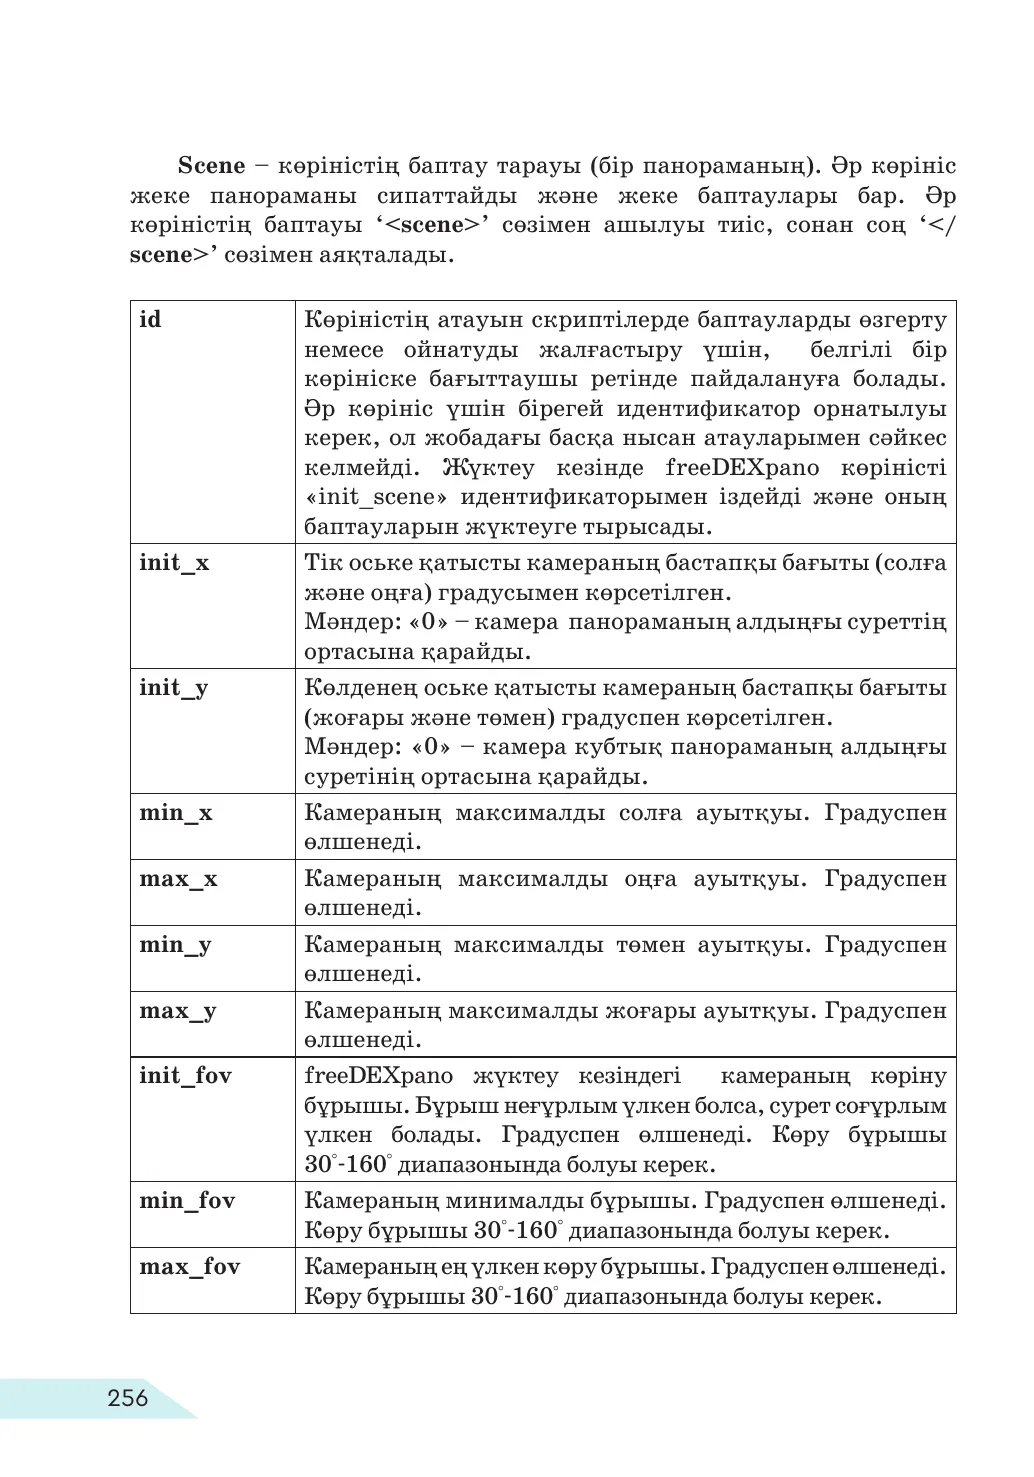 Scene – көріністің баптау тарауы (бір панораманың). Әр көрініс
жеке панораманы сипаттайды және жеке баптаулары бар. Әр
көріністің баптауы ‘<scene>’ сөзімен ашылуы тиіс, сонан соң ‘</
scene>’ сөзімен аяқталады.
id
Көріністің атауын скриптілерде баптауларды өзгерту
немесе ойнатуды жалғастыру үшін, белгілі бір
көрініске бағыттаушы ретінде пайдалануға болады.
Әр көрініс үшін бірегей идентификатор орнатылуы
керек, ол жобадағы басқа нысан атауларымен сәйкес
келмейді. Жүктеу кезінде freeDEXpano көріністі
«init_scene» идентификаторымен іздейді және оның
баптауларын жүктеуге тырысады.
init_x
Тік оське қатысты камераның бастапқы бағыты (солға
және оңға) градусымен көрсетілген.
Мәндер: «0» – камера панораманың алдыңғы суреттің
ортасына қарайды.
init_y
Көлденең оське қатысты камераның бастапқы бағыты
(жоғары және төмен) градуспен көрсетілген.
Мәндер: «0» – камера кубтық панораманың алдыңғы
суретінің ортасына қарайды.
min_x
Камераның максималды солға ауытқуы. Градуспен
өлшенеді.
max_x
Камераның максималды оңға ауытқуы. Градуспен
өлшенеді.
min_y
Камераның максималды төмен ауытқуы. Градуспен
өлшенеді.
max_y
Камераның максималды жоғары ауытқуы. Градуспен
өлшенеді.
init_fov
freeDEXpano жүктеу кезіндегі камераның көріну
бұрышы. Бұрыш неғұрлым үлкен болса, сурет соғұрлым
үлкен болады. Градуспен өлшенеді. Көру бұрышы
30°-160° диапазонында болуы керек.
min_fov
Камераның минималды бұрышы. Градуспен өлшенеді.
Көру бұрышы 30°-160° диапазонында болуы керек.
max_fov
Камераның ең үлкен көру бұрышы. Градуспен өлшенеді.
Көру бұрышы 30°-160° диапазонында болуы керек.
256